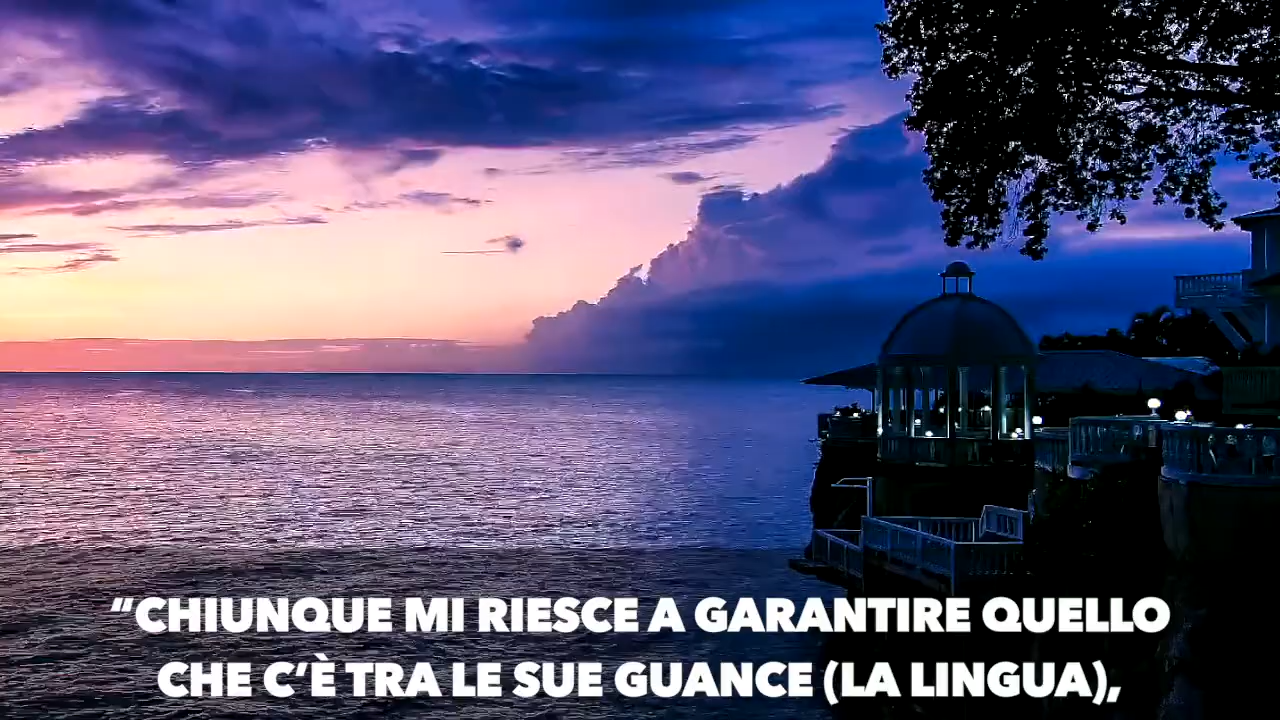 “CHIUNQUE MI RIESCE A GARANTIRE QUELLO
CHE C’È TRA LE SUE GUANCE (LA LINGUA),